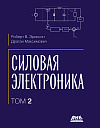 Роберт В. Эриксон
Драган Максимович
СИЛОВАЯ
ЭЛЕКТРОНИКА
ТОМ 2